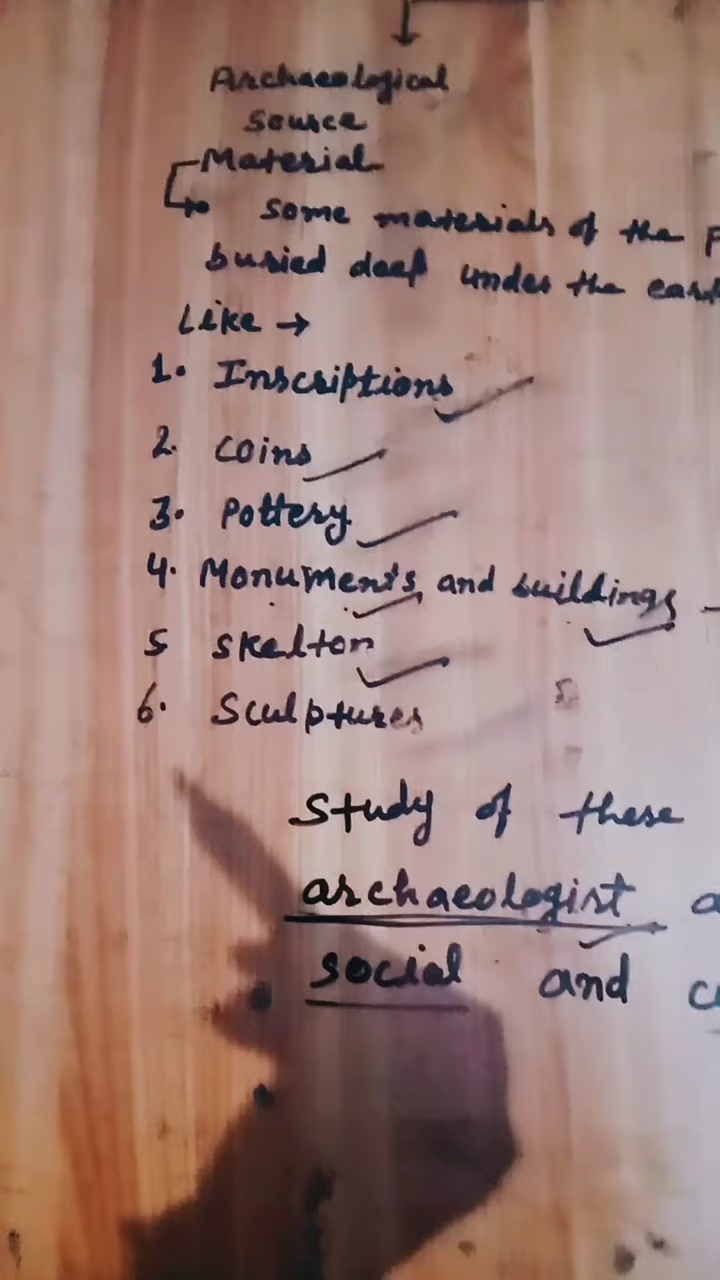 Archaeological
Source
Material
Some materials of the
buried deep under the
Like →
1. Inscriptions
2. Coins
3. Pottery
4. Monuments and buildings
5 Skelton
6. Sculptures
Study of these
archaeologist
social and